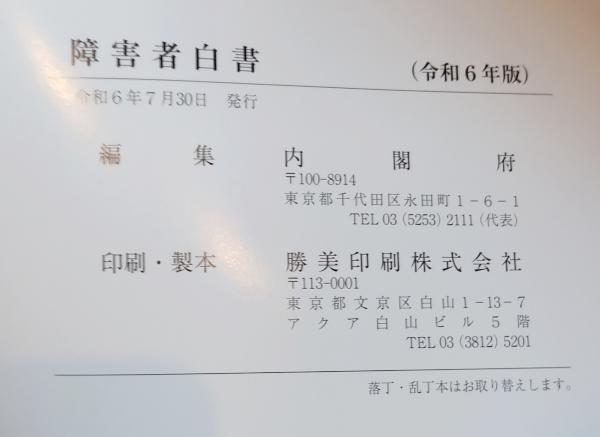 障害者白書 (令和6年版)
令和6年7月30日 発行
編集 内閣府
〒100-8914
東京都千代田区永田町1-6-1
TEL 03 (5253) 2111 (代表)
印刷・製本 勝美印刷株式会社
〒113-0001
東京都文京区白山1-13-7
アクア白山ビル5階
TEL 03 (3812) 5201
落丁・乱丁本はお取り替えします。